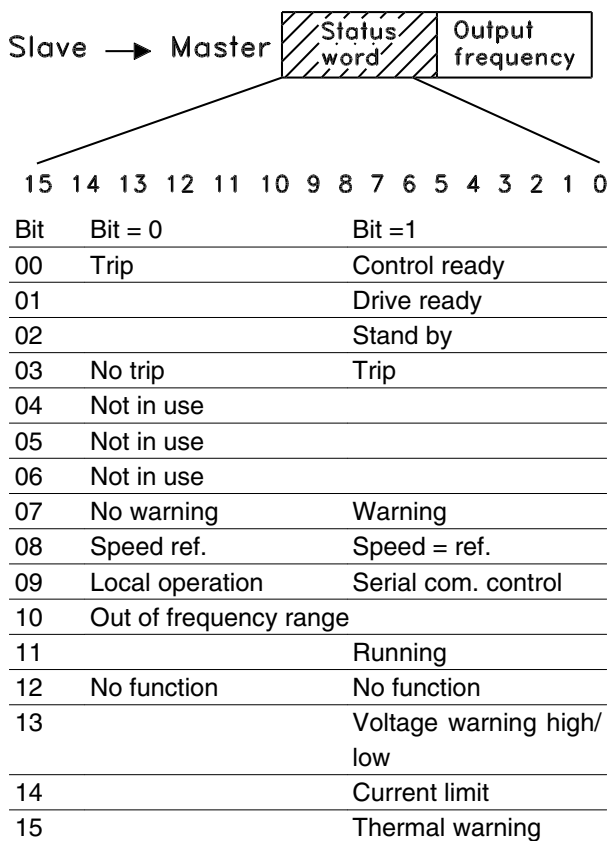 Slave → Master Status word Output frequency
15 14 13 12 11 10 9 8 7 6 5 4 3 2 1 0
Bit Bit = 0 Bit =1
00 Trip Control ready
01 Drive ready
02 Stand by
03 No trip Trip
04 Not in use
05 Not in use
06 Not in use
07 No warning Warning
08 Speed ref. Speed = ref.
09 Local operation Serial com. control
10 Out of frequency range
11 Running
12 No function No function
13 Voltage warning high/
low
14 Current limit
15 Thermal warning